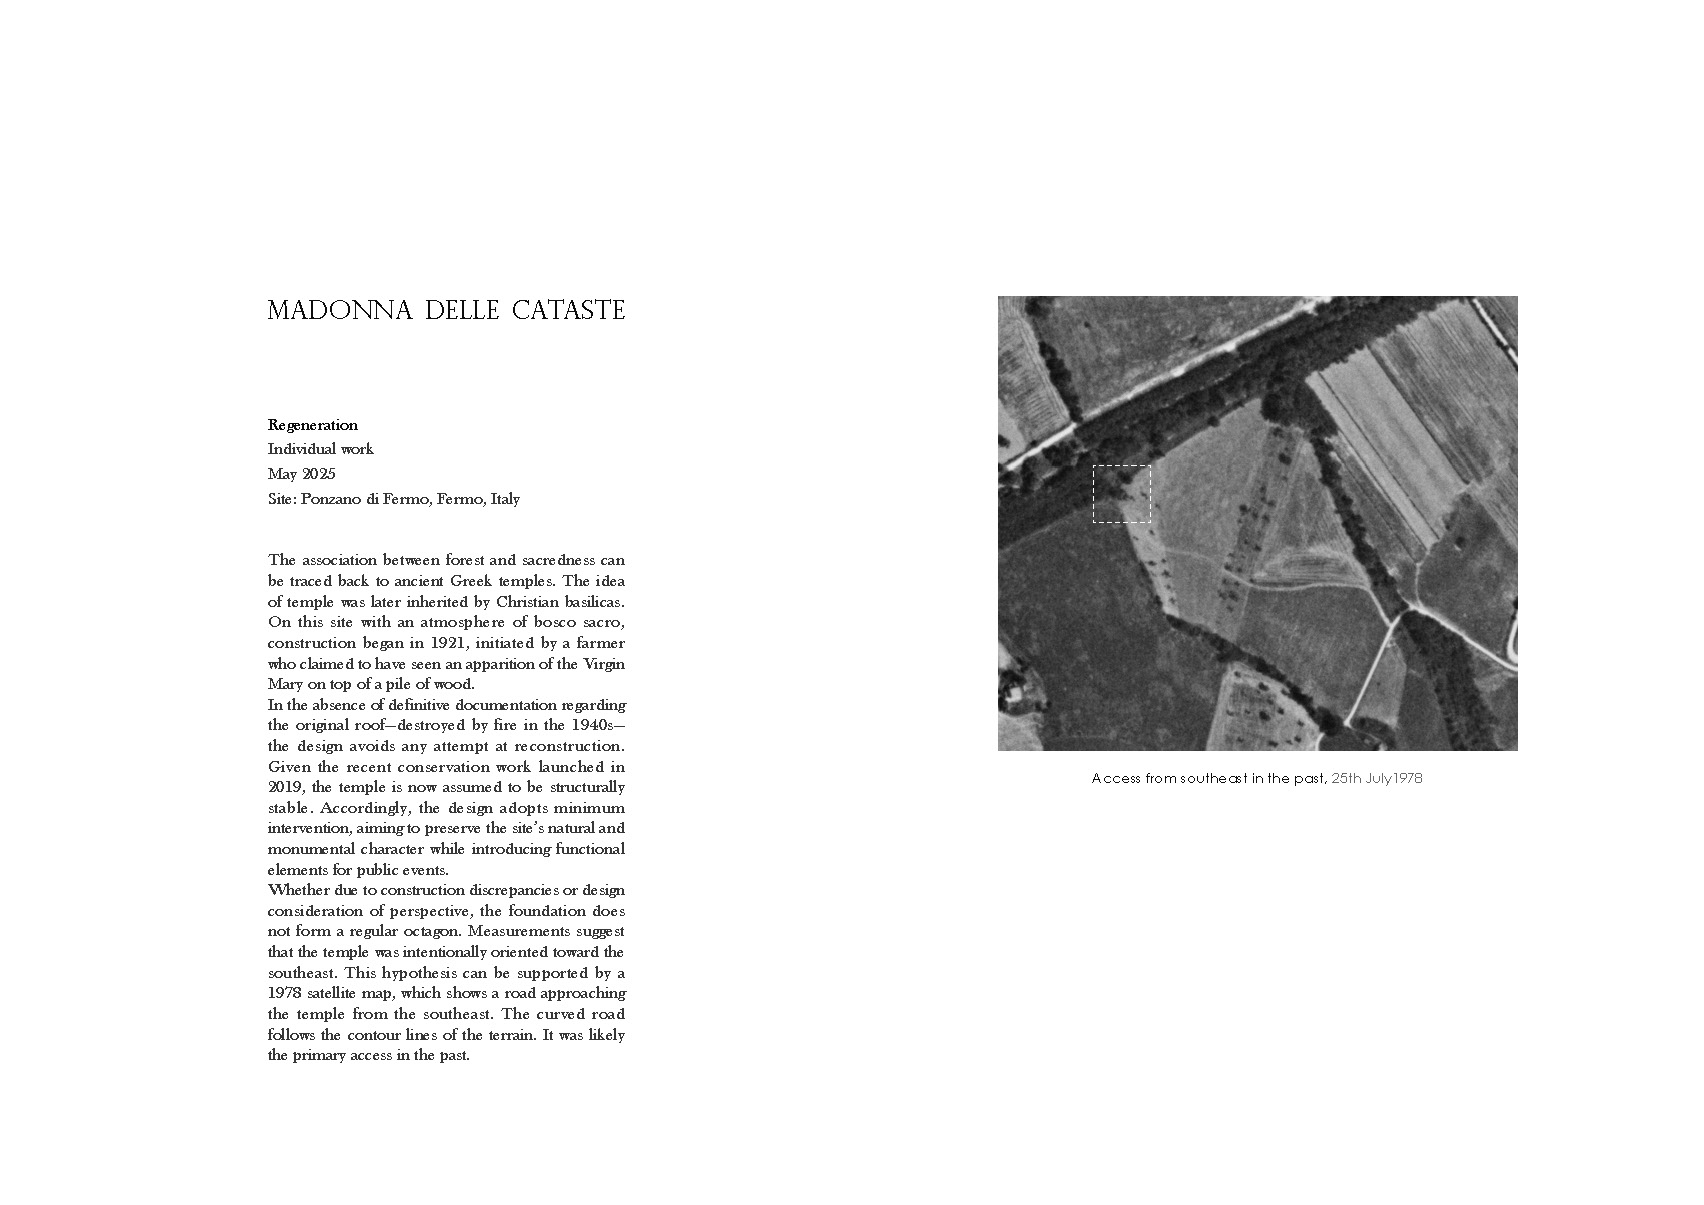 MADONNA DELLE CATASTE
Regeneration
Individual work
May 2025
Site: Ponzano di Fermo, Fermo, Italy
The association between forest and sacredness can
be traced back to ancient Greek temples. The idea
of temple was later inherited by Christian basilicas.
On this site with an atmosphere of bosco sacro,
construction began in 1921, initiated by a farmer
who claimed to have seen an apparition of the Virgin
Mary on top of a pile of wood.
In the absence of definitive documentation regarding
the original roof—destroyed by fire in the 1940s—
the design avoids any attempt at reconstruction.
Given the recent conservation work launched in
2019, the temple is now assumed to be structurally
stable. Accordingly, the design adopts minimum
intervention, aiming to preserve the site’s natural and
monumental character while introducing functional
elements for public events.
Whether due to construction discrepancies or design
consideration of perspective, the foundation does
not form a regular octagon. Measurements suggest
that the temple was intentionally oriented toward the
southeast. This hypothesis can be supported by a
1978 satellite map, which shows a road approaching
the temple from the southeast. The curved road
follows the contour lines of the terrain. It was likely
the primary access in the past.
Access from southeast in the past, 25th July1978